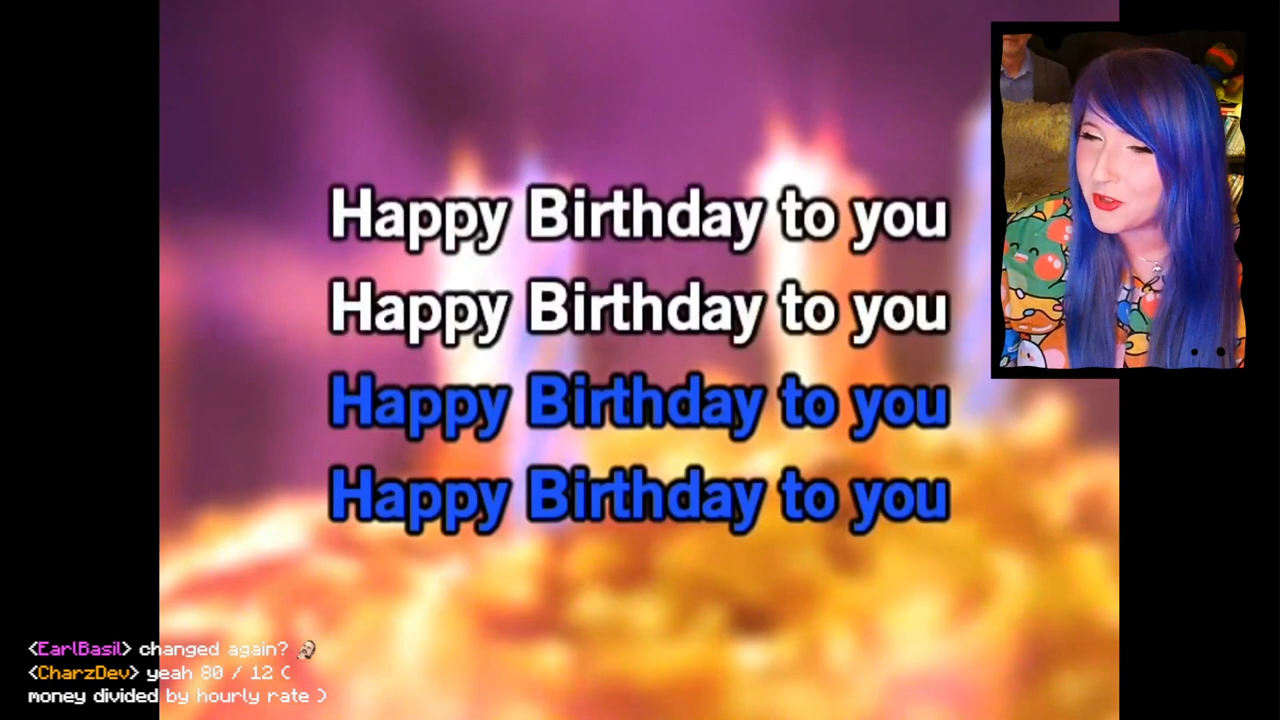 Happy Birthday to you
Happy Birthday to you
Happy Birthday to you
Happy Birthday to you
<EarlBasil> changed again?
<CharzDev> yeah 80 / 12 (
money divided by hourly rate )